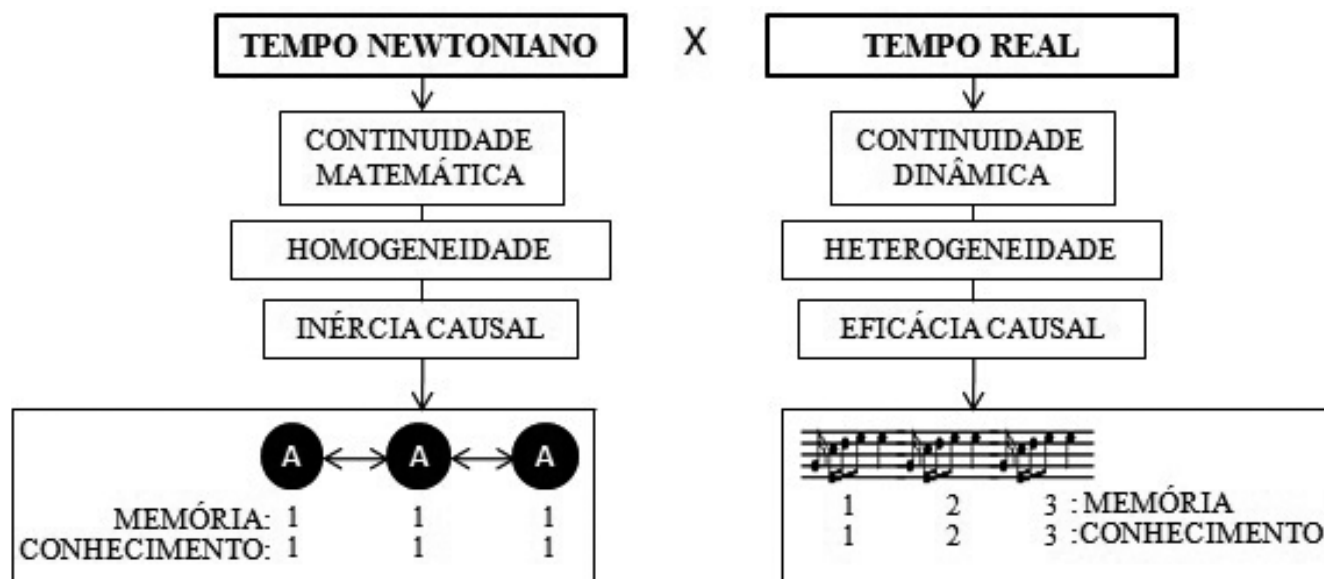 TEMPO NEWTONIANO X TEMPO REAL
CONTINUIDADE
MATEMÁTICA
CONTINUIDADE
DINÂMICA
HOMOGENEIDADE
HETEROGENEIDADE
INÉRCIA CAUSAL
EFICÁCIA CAUSAL
A A A
MEMÓRIA: 1 1 1
CONHECIMENTO: 1 1 1
1 2 3 : MEMÓRIA
1 2 3 :CONHECIMENTO